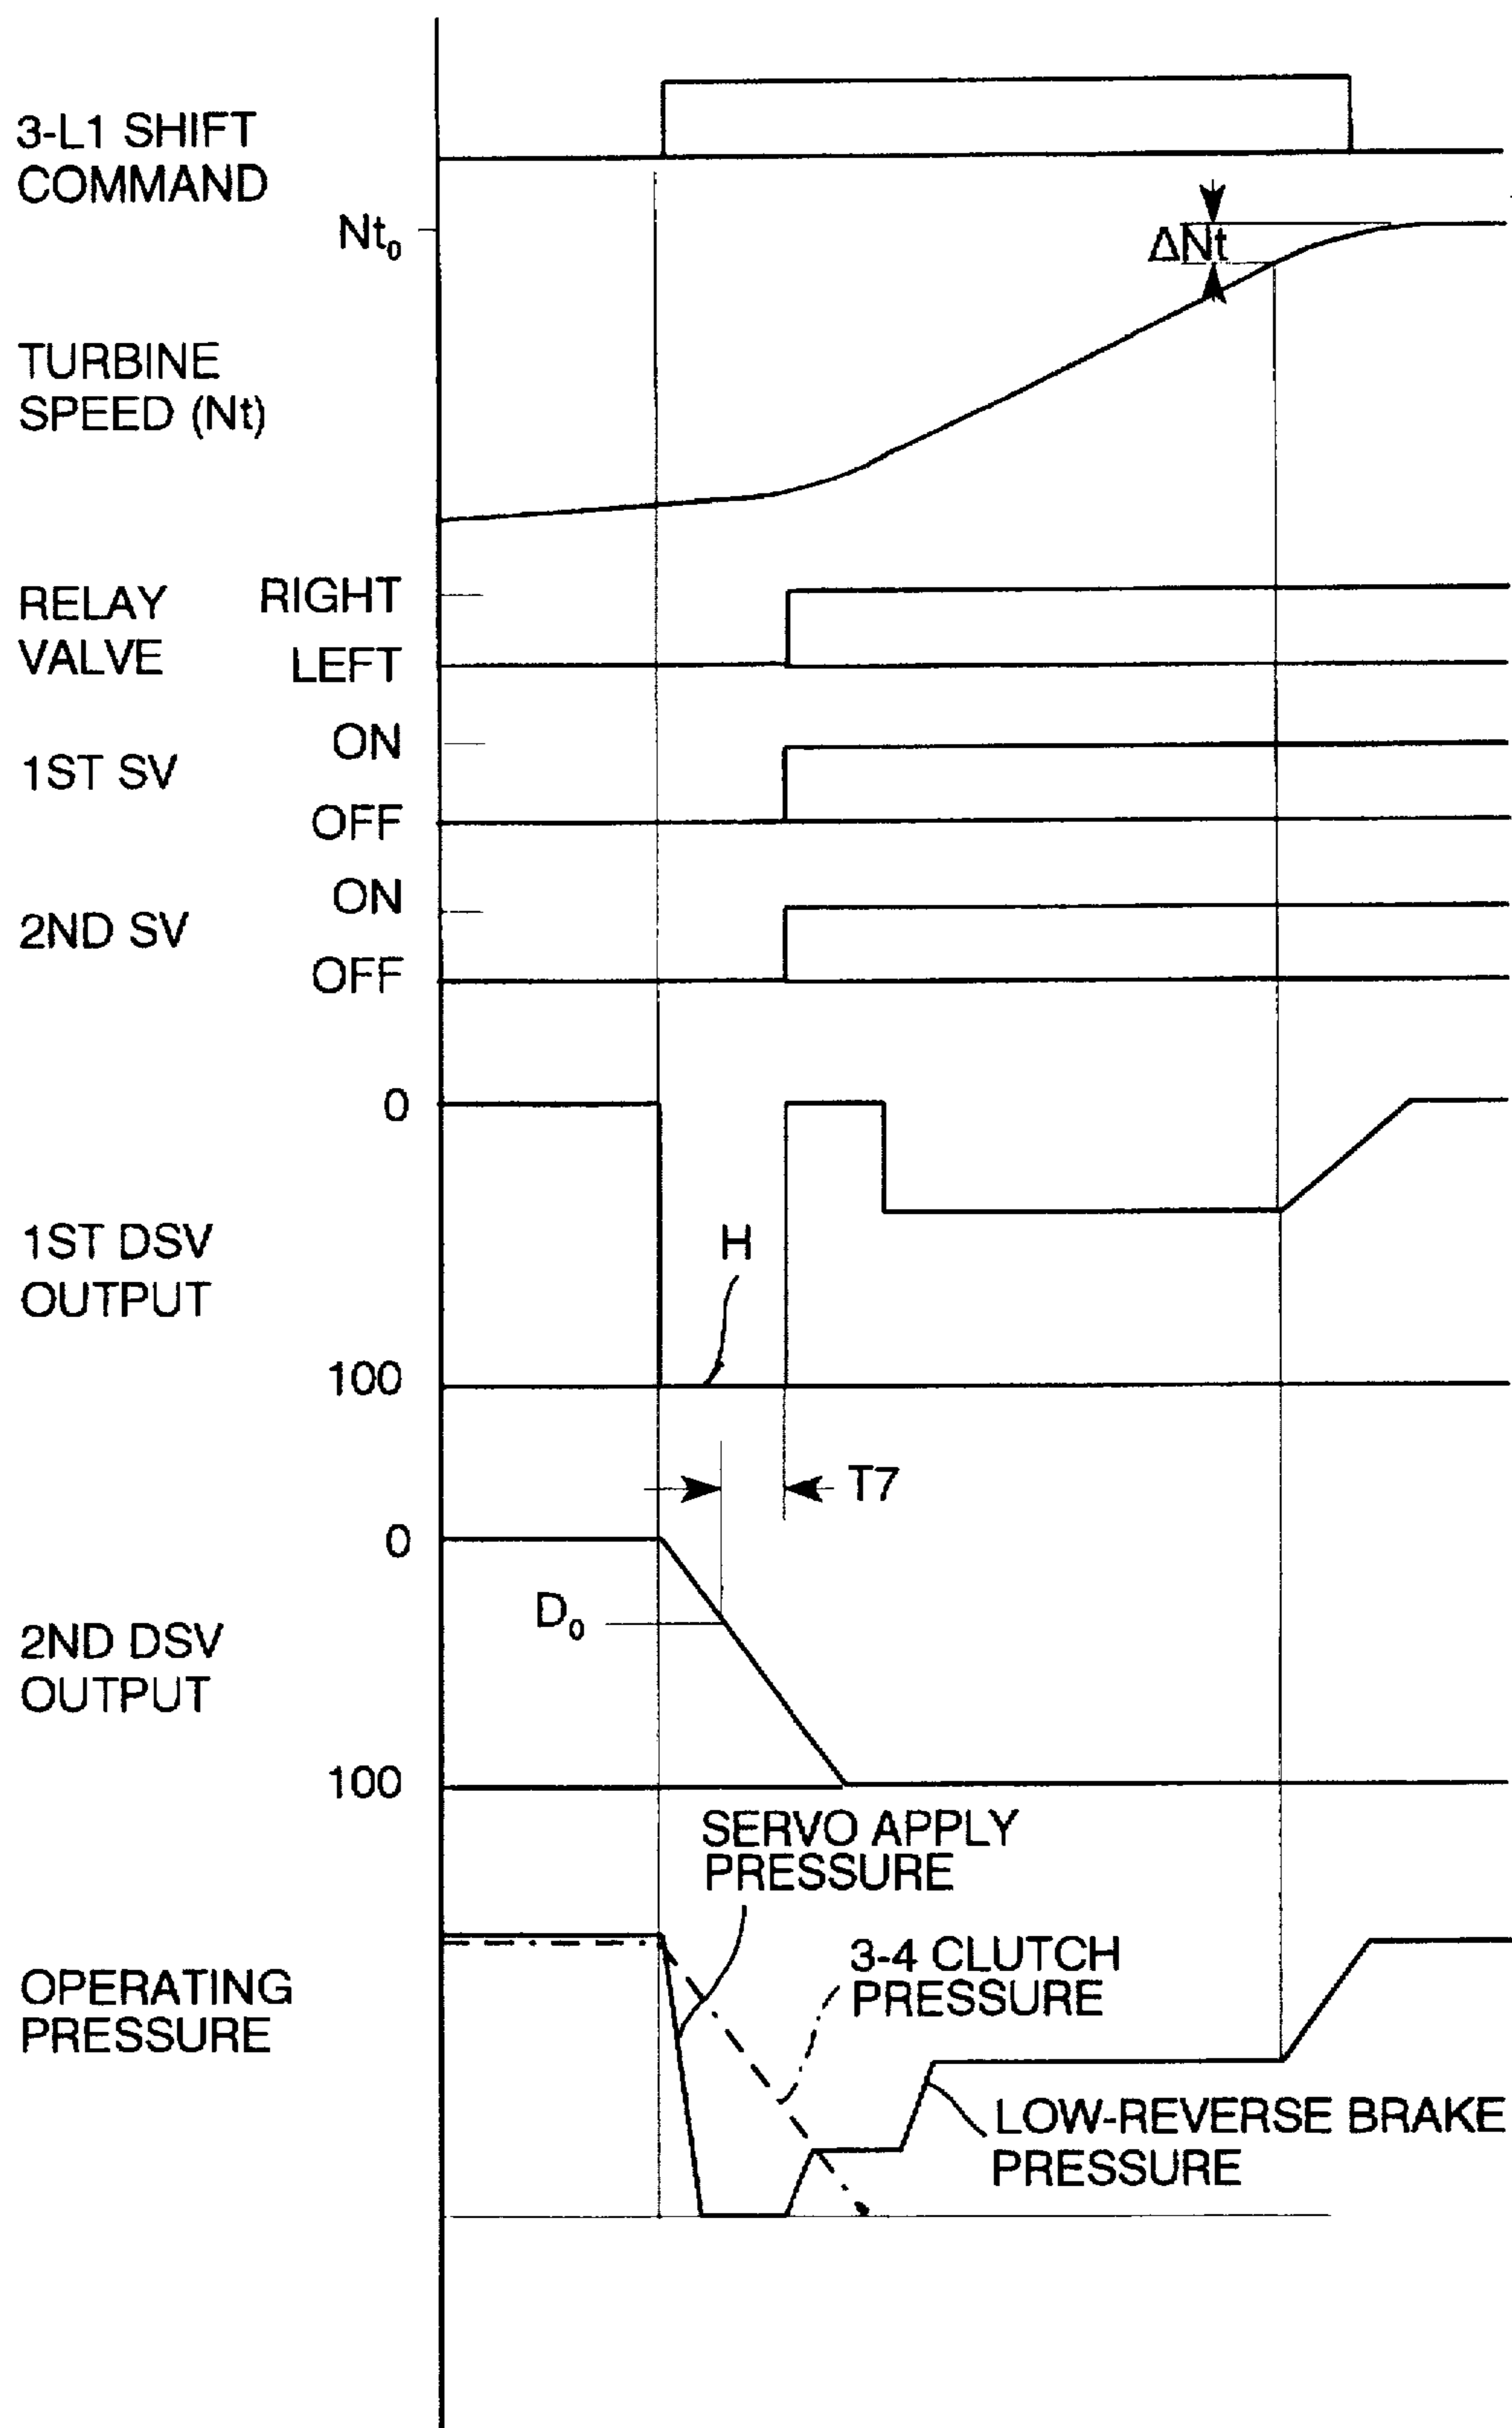 3-L1 SHIFT
COMMAND
Nt₀
ΔNt
TURBINE
SPEED (Nt)
RELAY
VALVE
RIGHT
LEFT
1ST SV
ON
OFF
2ND SV
ON
OFF
0
1ST DSV
OUTPUT
H
100
T7
0
D₀
2ND DSV
OUTPUT
100
SERVO APPLY
PRESSURE
3-4 CLUTCH
PRESSURE
OPERATING
PRESSURE
LOW-REVERSE BRAKE
PRESSURE